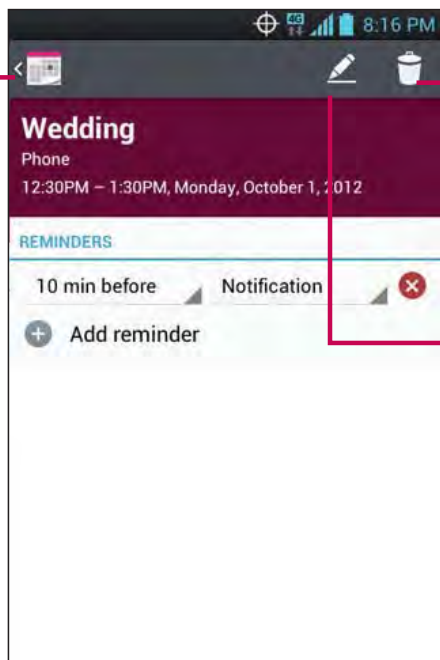 4G 8:16 PM
Wedding
Phone
12:30PM – 1:30PM, Monday, October 1, 2012
REMINDERS
10 min before Notification
Add reminder